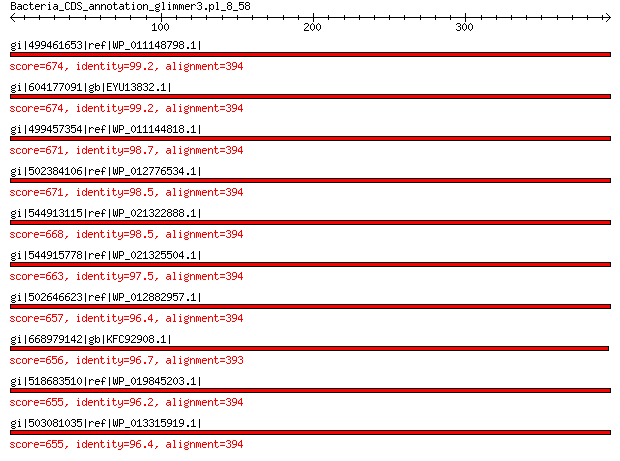 Bacteria_CDS_annotation_glimmer3.pl_8_58
100 200 300
gi|499461653|ref|WP_011148798.1|
score=674, identity=99.2, alignment=394
gi|604177091|gb|EYU13832.1|
score=674, identity=99.2, alignment=394
gi|499457354|ref|WP_011144818.1|
score=671, identity=98.7, alignment=394
gi|502384106|ref|WP_012776534.1|
score=671, identity=98.5, alignment=394
gi|544913115|ref|WP_021322888.1|
score=668, identity=98.5, alignment=394
gi|544915778|ref|WP_021325504.1|
score=663, identity=97.5, alignment=394
gi|502646623|ref|WP_012882957.1|
score=657, identity=96.4, alignment=394
gi|668979142|gb|KFC92908.1|
score=656, identity=96.7, alignment=393
gi|518683510|ref|WP_019845203.1|
score=655, identity=96.2, alignment=394
gi|503081035|ref|WP_013315919.1|
score=655, identity=96.4, alignment=394